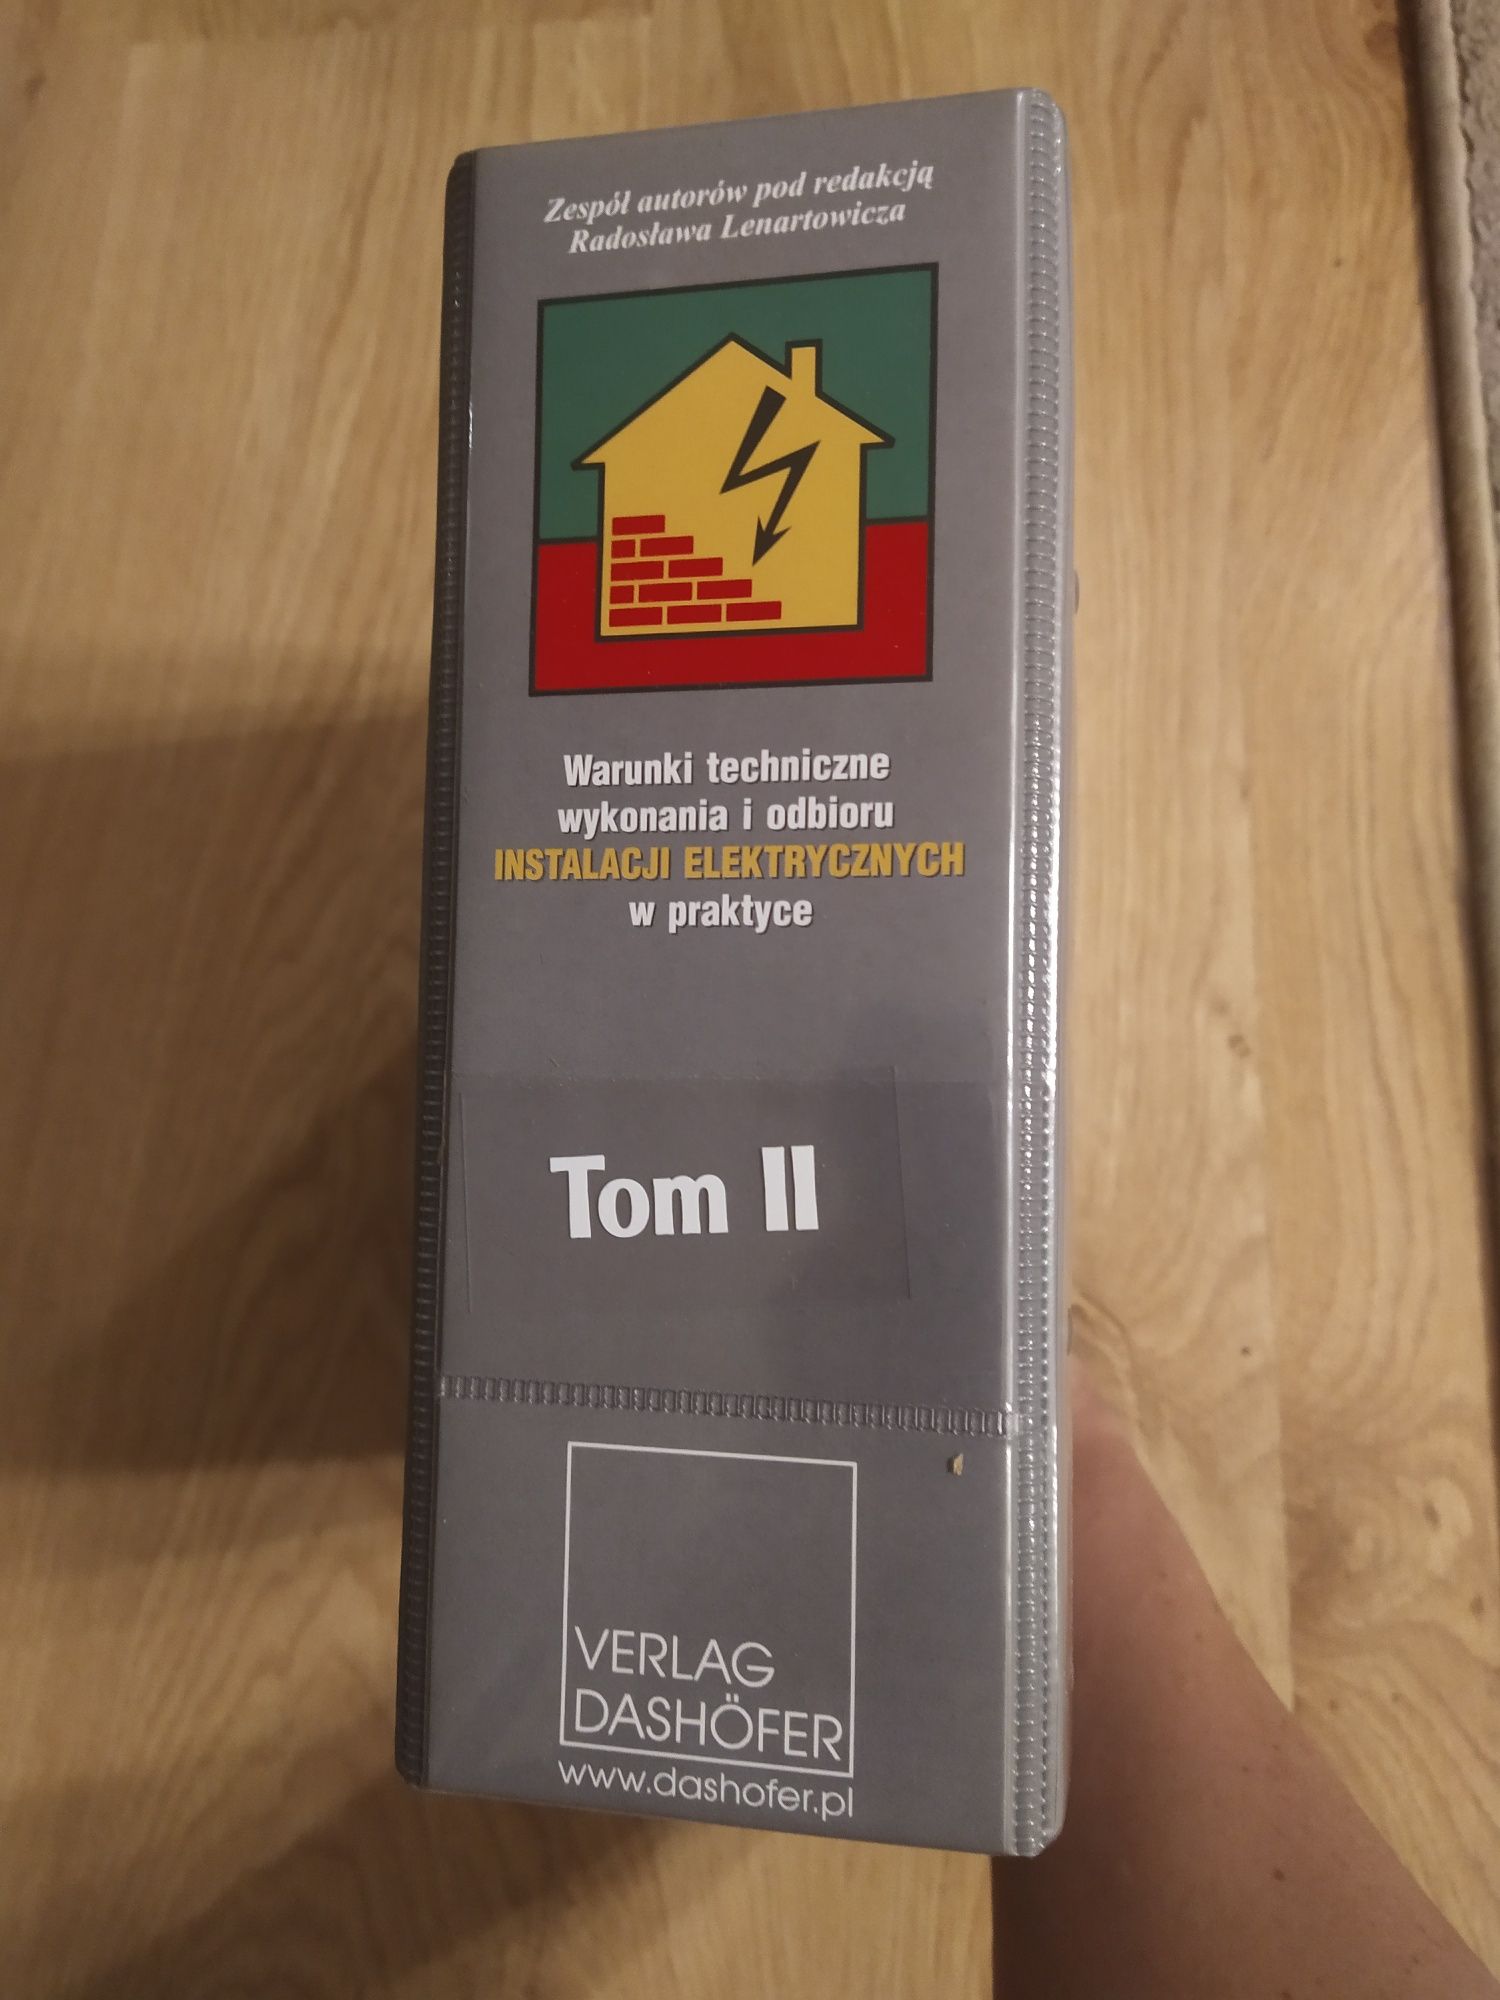 Zespół autorów pod redakcją
Radosława Lenartowicza
Warunki techniczne
wykonania i odbioru
INSTALACJI ELEKTRYCZNYCH
w praktyce
Tom II
VERLAG
DASHÖFER
www.dashofer.pl